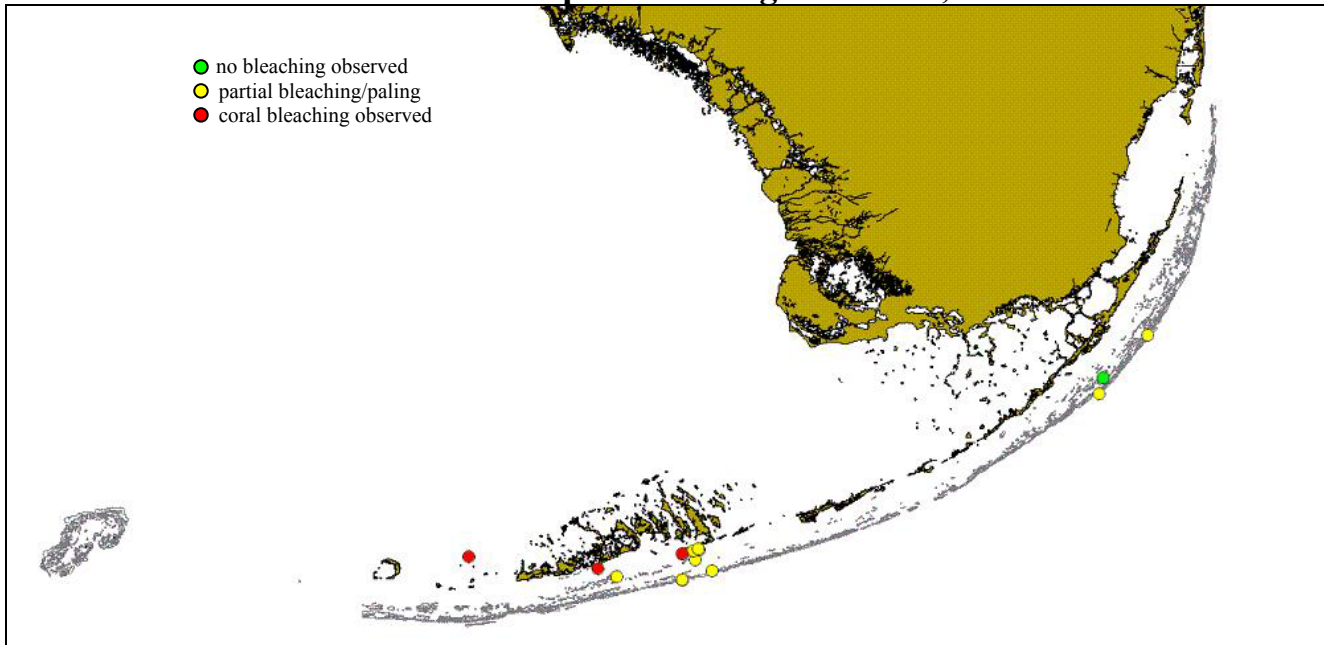 no bleaching observed
partial bleaching/paling
coral bleaching observed